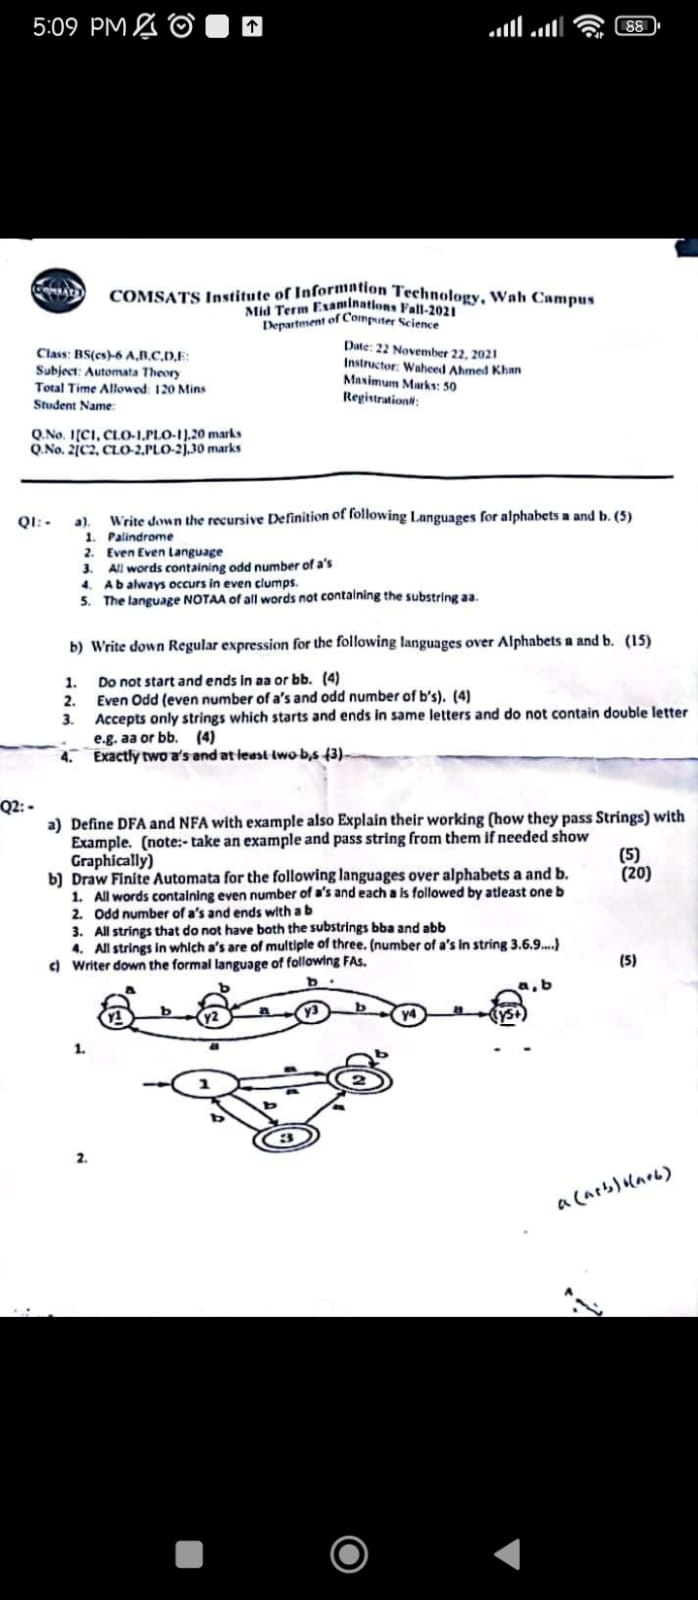 5:09 PM
88
COMSATS
COMSATS Institute of Information Technology, Wah Campus
Mid Term Examinations Fall-2021
Department of Computer Science
Class: BS(cs)-6 A,B,C,D,E:
Date: 22 November 22, 2021
Subject: Automata Theory
Instructor: Waheed Ahmed Khan
Total Time Allowed: 120 Mins
Maximum Marks: 50
Student Name:
Registration#:
Q.No. 1[C1, CLO-1,PLO-1],20 marks
Q.No. 2[C2, CLO-2,PLO-2],30 marks
Q1: - a). Write down the recursive Definition of following Languages for alphabets a and b. (5)
1. Palindrome
2. Even Even Language
3. All words containing odd number of a's
4. A b always occurs in even clumps.
5. The language NOTAA of all words not containing the substring aa.
b) Write down Regular expression for the following languages over Alphabets a and b. (15)
1. Do not start and ends in aa or bb. (4)
2. Even Odd (even number of a's and odd number of b's). (4)
3. Accepts only strings which starts and ends in same letters and do not contain double letter
e.g. aa or bb. (4)
4. Exactly two a's and at least two b,s (3)
Q2: -
a) Define DFA and NFA with example also Explain their working (how they pass Strings) with
Example. (note:- take an example and pass string from them if needed show
Graphically) (5)
b) Draw Finite Automata for the following languages over alphabets a and b. (20)
1. All words containing even number of a's and each a is followed by atleast one b
2. Odd number of a's and ends with a b
3. All strings that do not have both the substrings bba and abb
4. All strings in which a's are of multiple of three. (number of a's in string 3.6.9....)
c) Writer down the formal language of following FAs. (5)
a b b a, b
y1 b y2 a y3 b y4 a y5+
a
1.
b
1 a 2
a
b
b a
3
2.